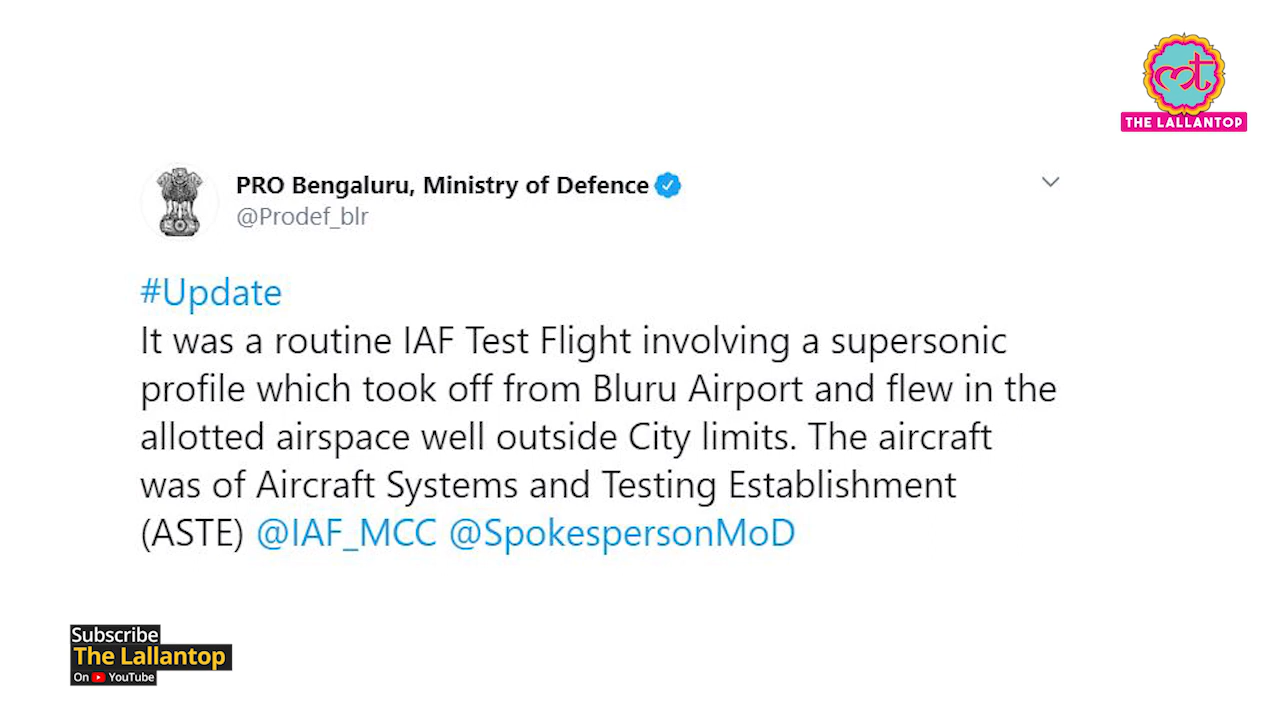 THE LALLANTOP
PRO Bengaluru, Ministry of Defence
@Prodef_blr
#Update
It was a routine IAF Test Flight involving a supersonic
profile which took off from Bluru Airport and flew in the
allotted airspace well outside City limits. The aircraft
was of Aircraft Systems and Testing Establishment
(ASTE) @IAF_MCC @SpokespersonMoD
Subscribe
The Lallantop
On YouTube